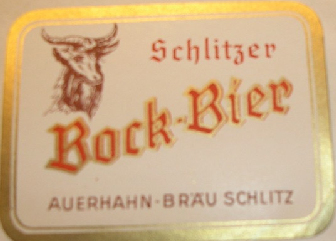 Schlitzer
Bock-Bier
AUERHAHN-BRÄU SCHLITZ